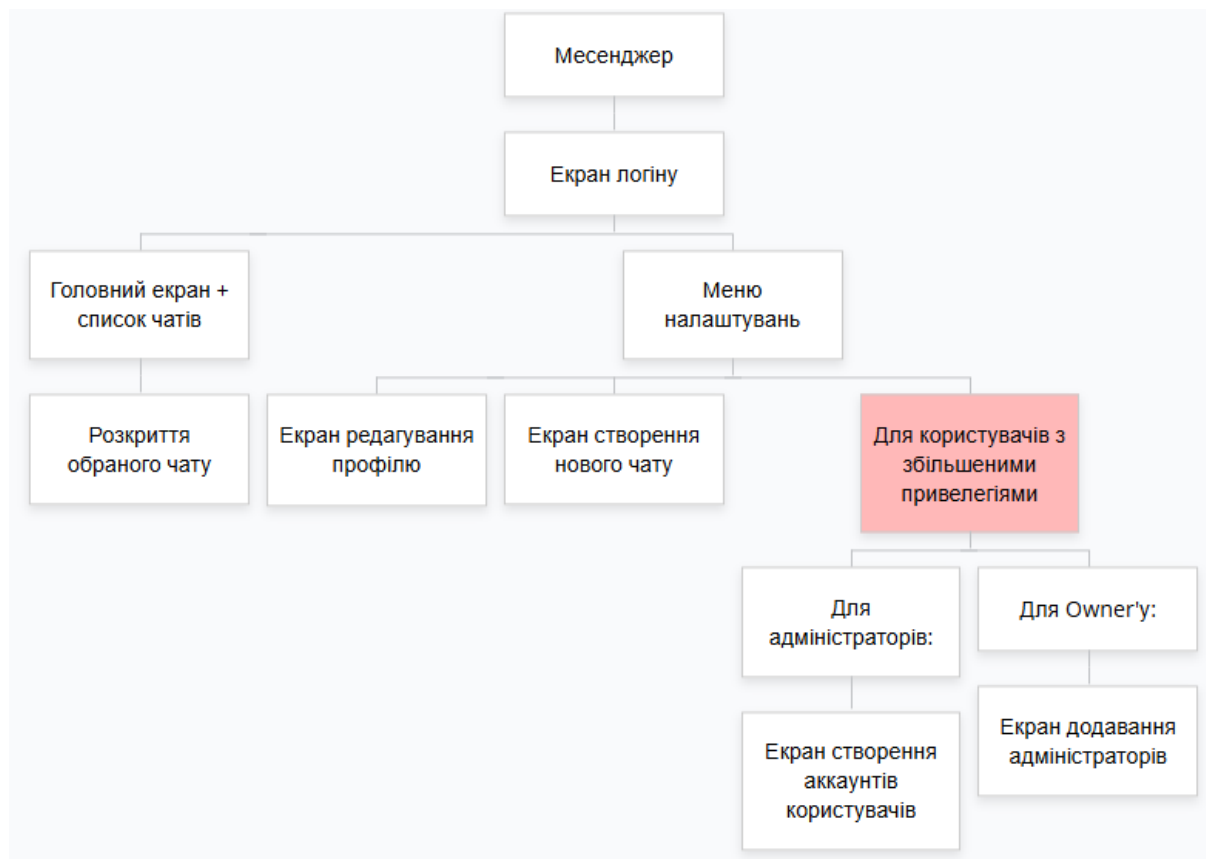 Месенджер
Екран логіну
Головний екран +
список чатів
Меню
налаштувань
Розкриття
обраного чату
Екран редагування
профілю
Екран створення
нового чату
Для користувачів з
збільшеними
привелегіями
Для
адміністраторів:
Для Owner'у:
Екран створення
аккаунтів
користувачів
Екран додавання
адміністраторів